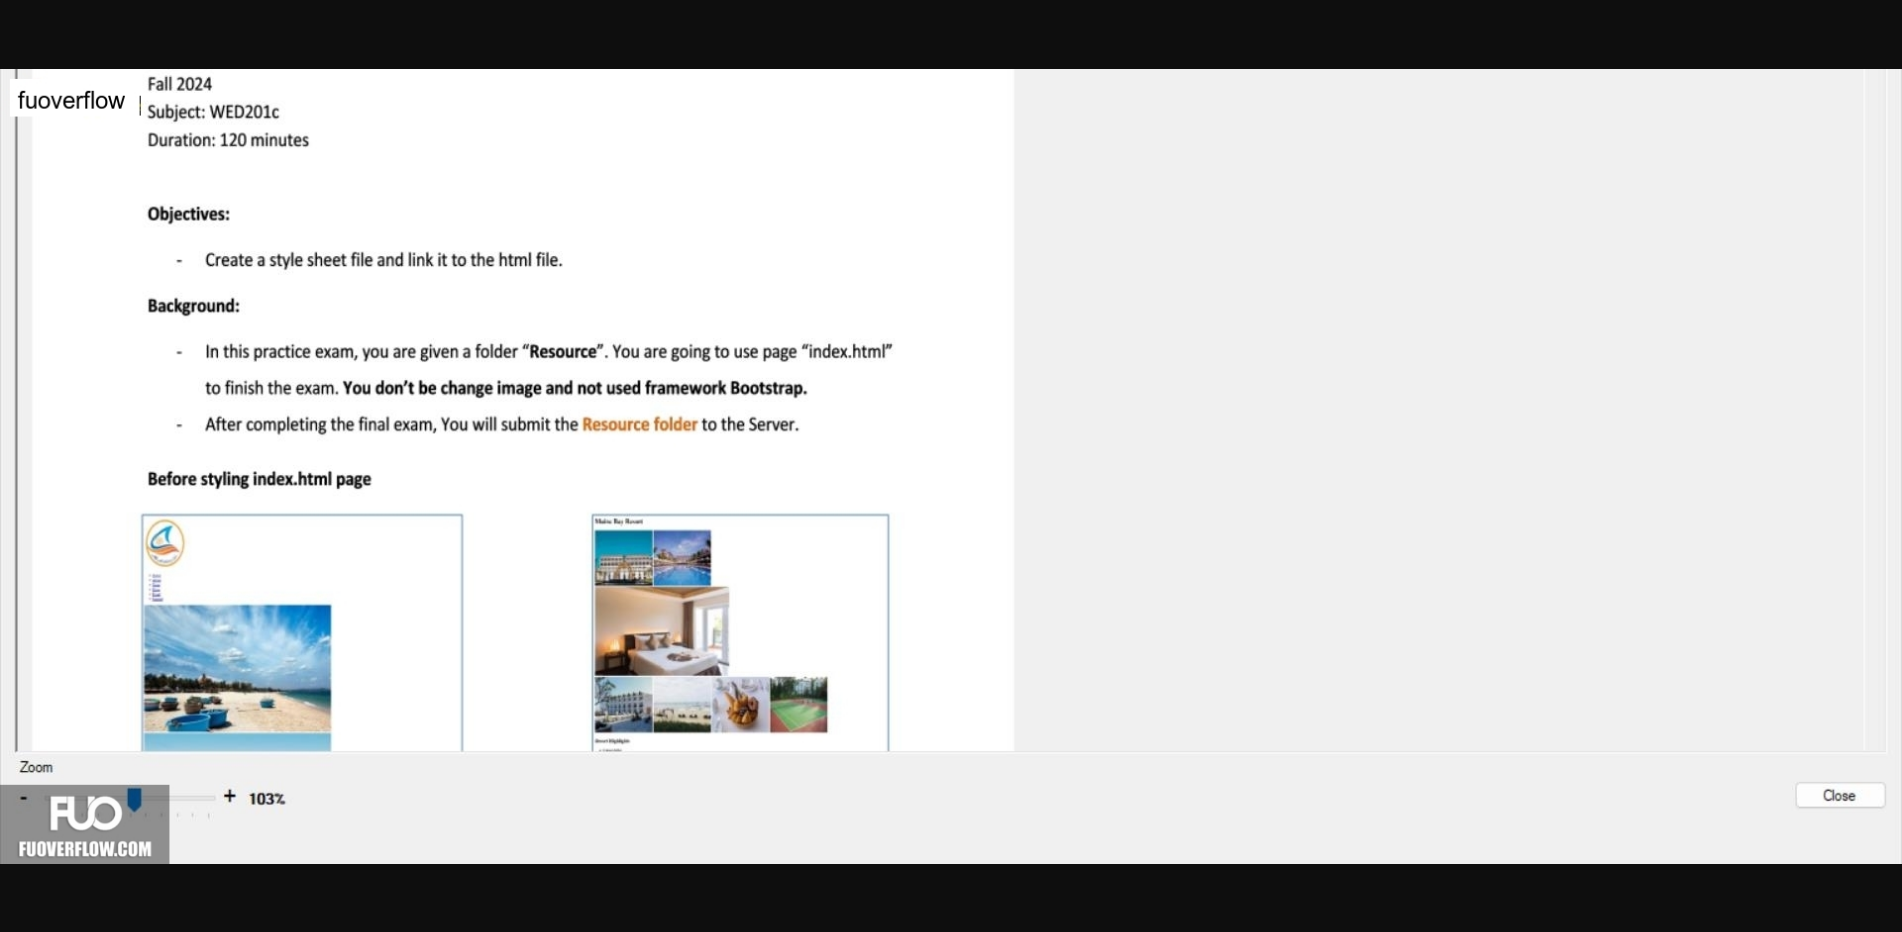 Fall 2024
fuoverflow
Subject: WED201c
Duration: 120 minutes
Objectives:
- Create a style sheet file and link it to the html file.
Background:
- In this practice exam, you are given a folder “Resource”. You are going to use page “index.html”
to finish the exam. You don’t be change image and not used framework Bootstrap.
- After completing the final exam, You will submit the Resource folder to the Server.
Before styling index.html page
Muine Bay Resort
Resort Highlights
Zoom
- + 103%
Close
FUO
FUOVERFLOW.COM